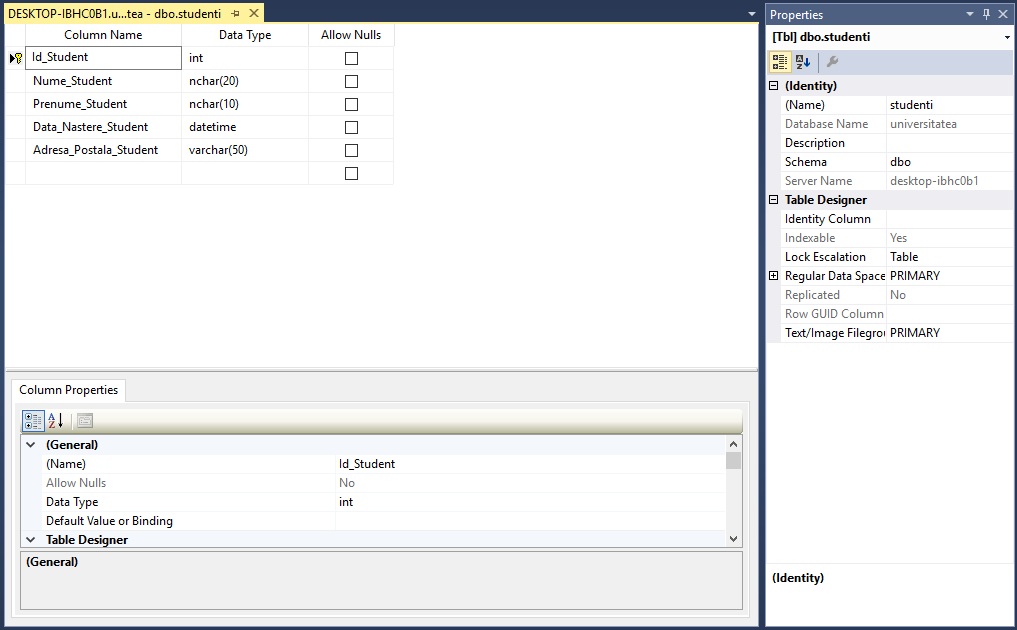 DESKTOP-IBHC0B1.u...tea - dbo.studenti
Column Name Data Type Allow Nulls
Id_Student int
Nume_Student nchar(20)
Prenume_Student nchar(10)
Data_Nastere_Student datetime
Adresa_Postala_Student varchar(50)
Column Properties
(General)
(Name) Id_Student
Allow Nulls No
Data Type int
Default Value or Binding
Table Designer
(General)
Properties
[Tbl] dbo.studenti
(Identity)
(Name) studenti
Database Name universitatea
Description
Schema dbo
Server Name desktop-ibhc0b1
Table Designer
Identity Column
Indexable Yes
Lock Escalation Table
Regular Data Space PRIMARY
Replicated No
Row GUID Column
Text/Image Filegrou PRIMARY
(Identity)